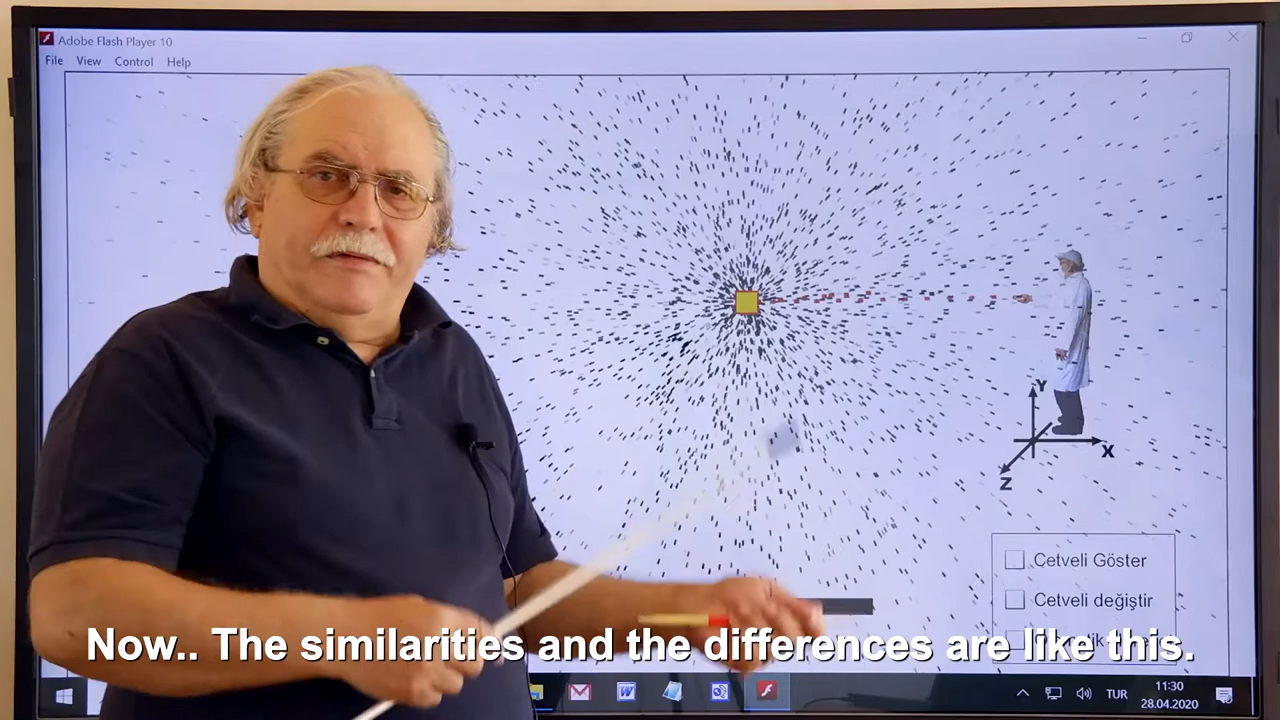 Adobe Flash Player 10
File View Control Help
Y
X
Z
Cetveli Göster
Cetveli değiştir
Now.. The similarities and the differences are like this.
TUR
11:30
28.04.2020